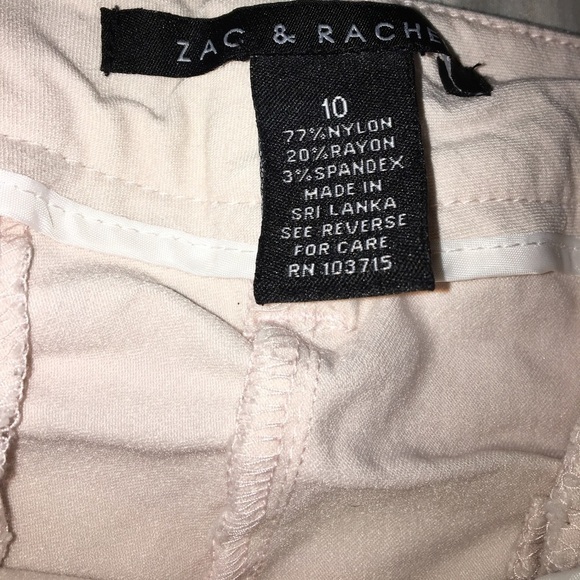 ZAC & RACHE
10
77%NYLON
20%RAYON
3%SPANDEX
MADE IN
SRI LANKA
SEE REVERSE
FOR CARE
RN 103715